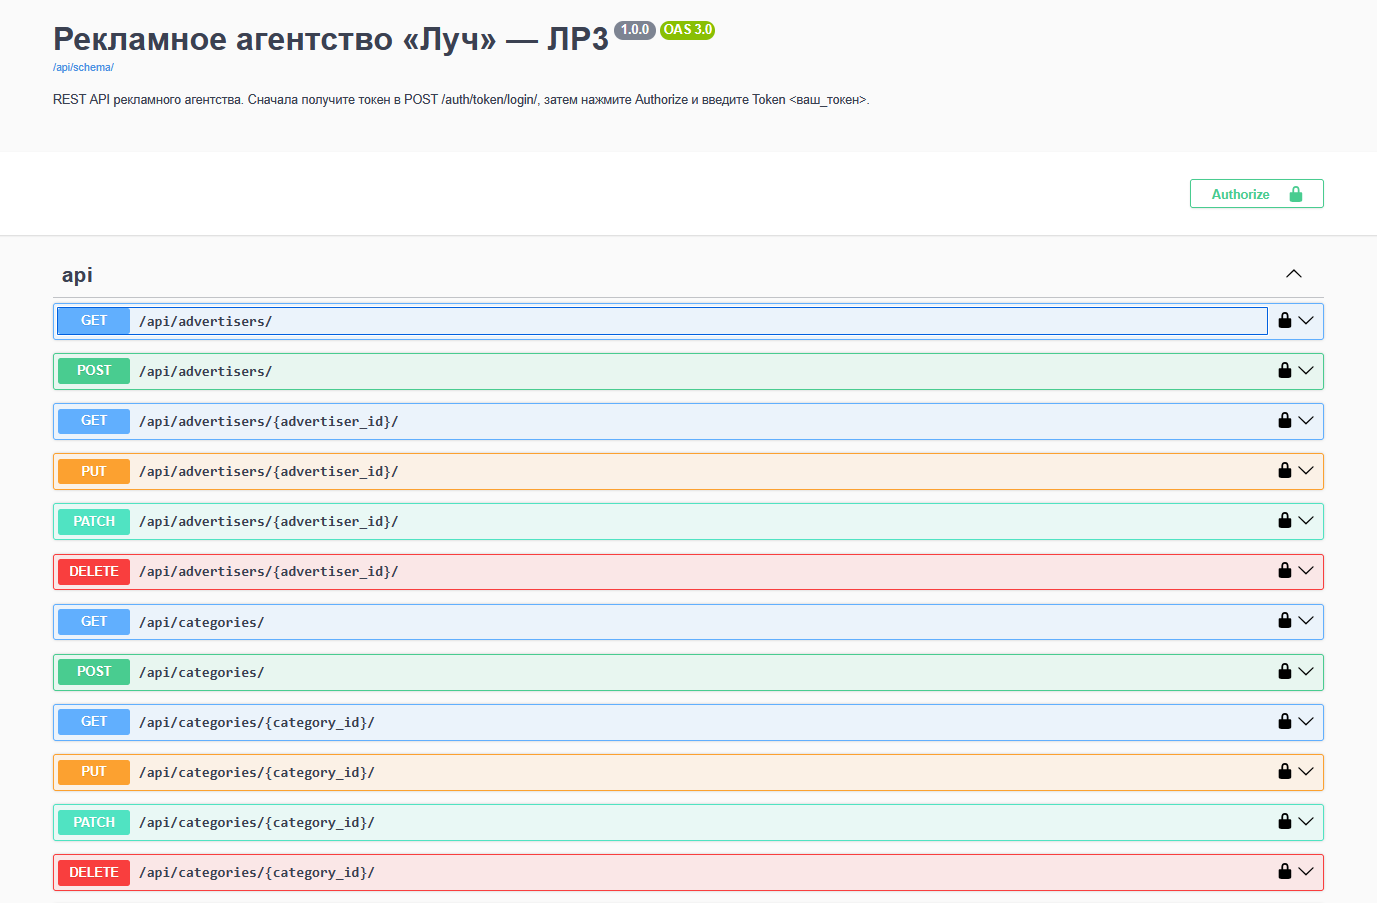 Рекламное агентство «Луч» — ЛР3 1.0.0 OAS 3.0
/api/schema/
REST API рекламного агентства. Сначала получите токен в POST /auth/token/login/, затем нажмите Authorize и введите Token <ваш_токен>.
Authorize
api
GET /api/advertisers/
POST /api/advertisers/
GET /api/advertisers/{advertiser_id}/
PUT /api/advertisers/{advertiser_id}/
PATCH /api/advertisers/{advertiser_id}/
DELETE /api/advertisers/{advertiser_id}/
GET /api/categories/
POST /api/categories/
GET /api/categories/{category_id}/
PUT /api/categories/{category_id}/
PATCH /api/categories/{category_id}/
DELETE /api/categories/{category_id}/